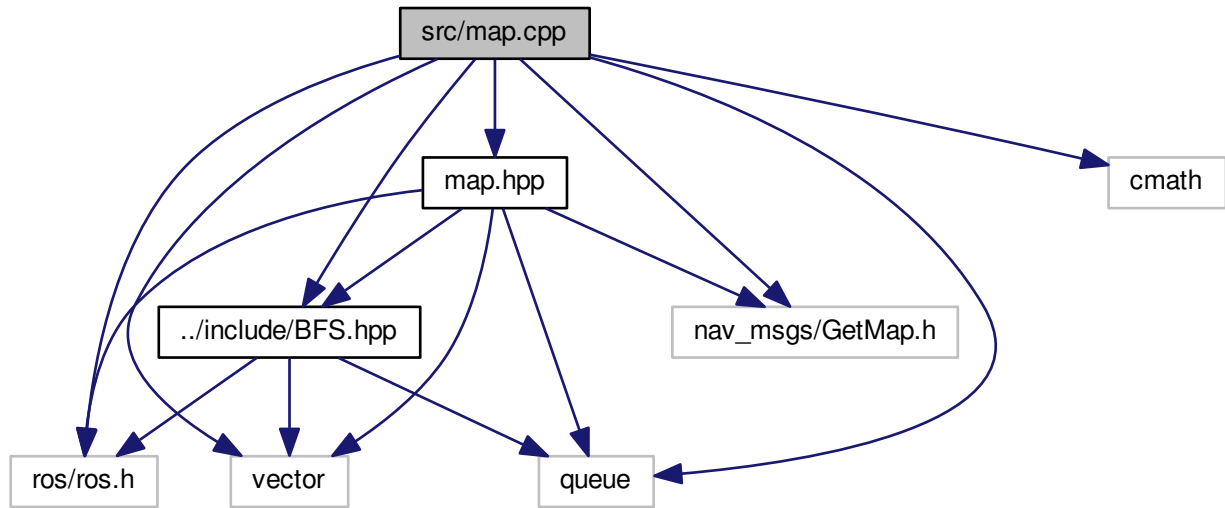 src/map.cpp
map.hpp
cmath
../include/BFS.hpp
nav_msgs/GetMap.h
ros/ros.h
vector
queue